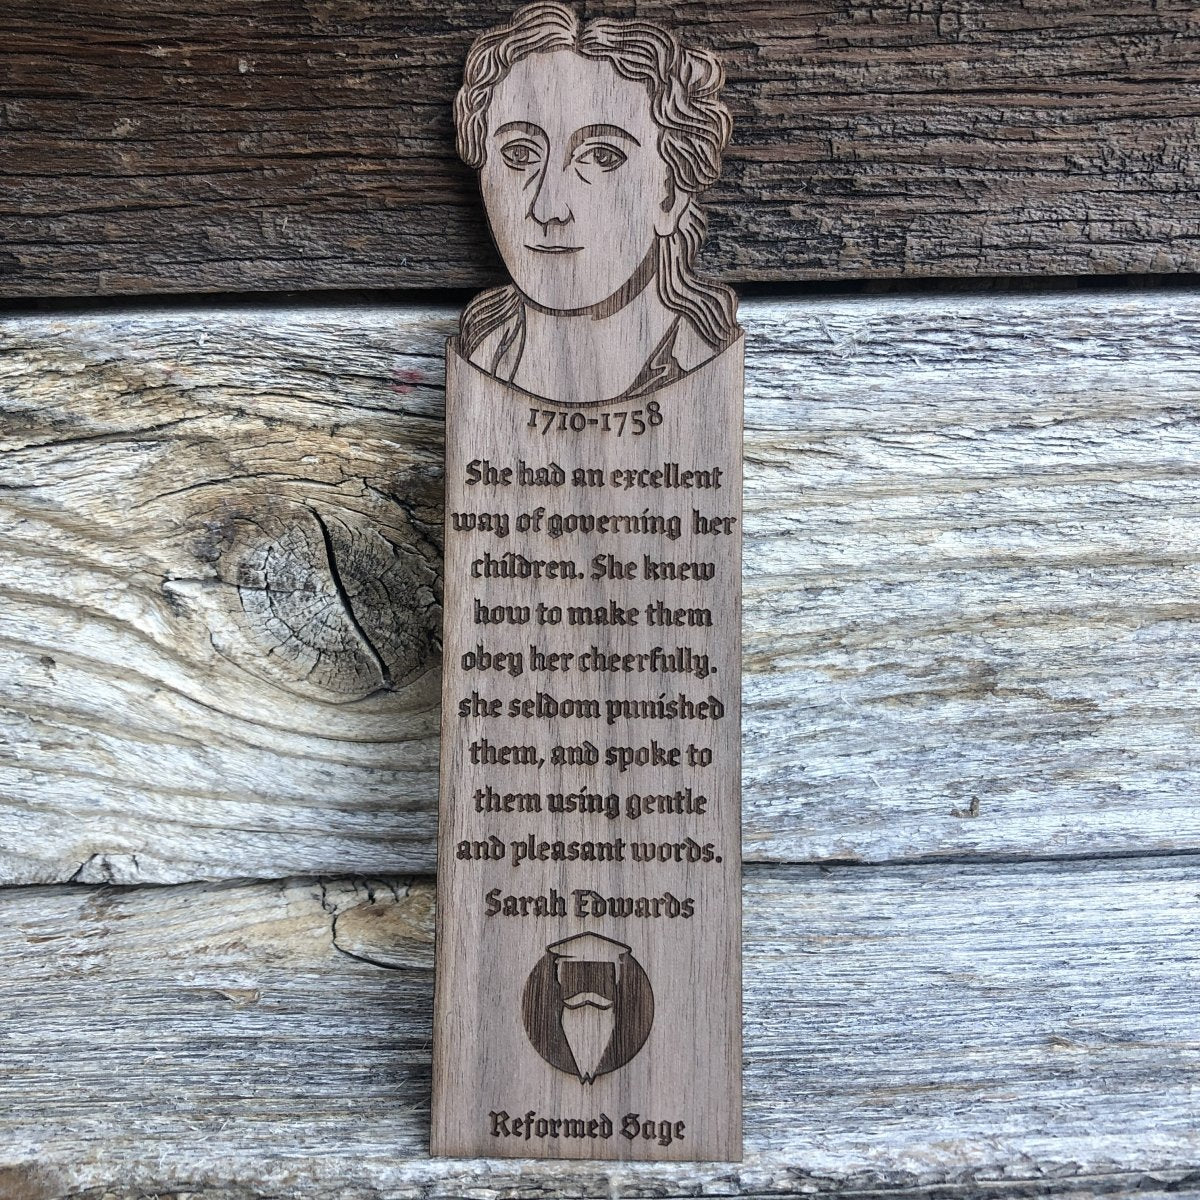 1710-1758
She had an excellent
way of governing her
children. She knew
how to make them
obey her cheerfully.
she seldom punished
them, and spoke to
them using gentle
and pleasant words.
Sarah Edwards
Reformed Sage